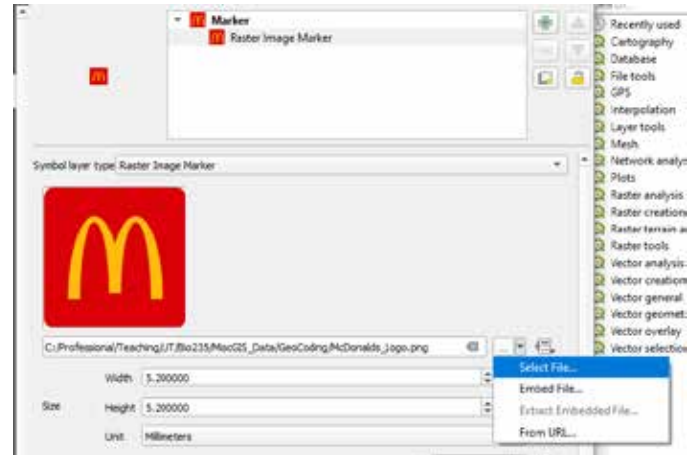 Marker
Raster Image Marker
Symbol layer type Raster Image Marker
C:/Professional/Teaching/UT/Bio235/MacGIS_Data/GeoCoding/McDonalds_logo.png
Width 5.200000
Size Height 5.200000
Unit Millimeters
Select File...
Embed File...
Extract Embedded File...
From URL...
Recently used
Cartography
Database
File tools
GPS
Interpolation
Layer tools
Mesh
Network analys
Plots
Raster analysis
Raster creation
Raster terrain a
Raster tools
Vector analysis
Vector creation
Vector general
Vector geomet
Vector overlay
Vector selection